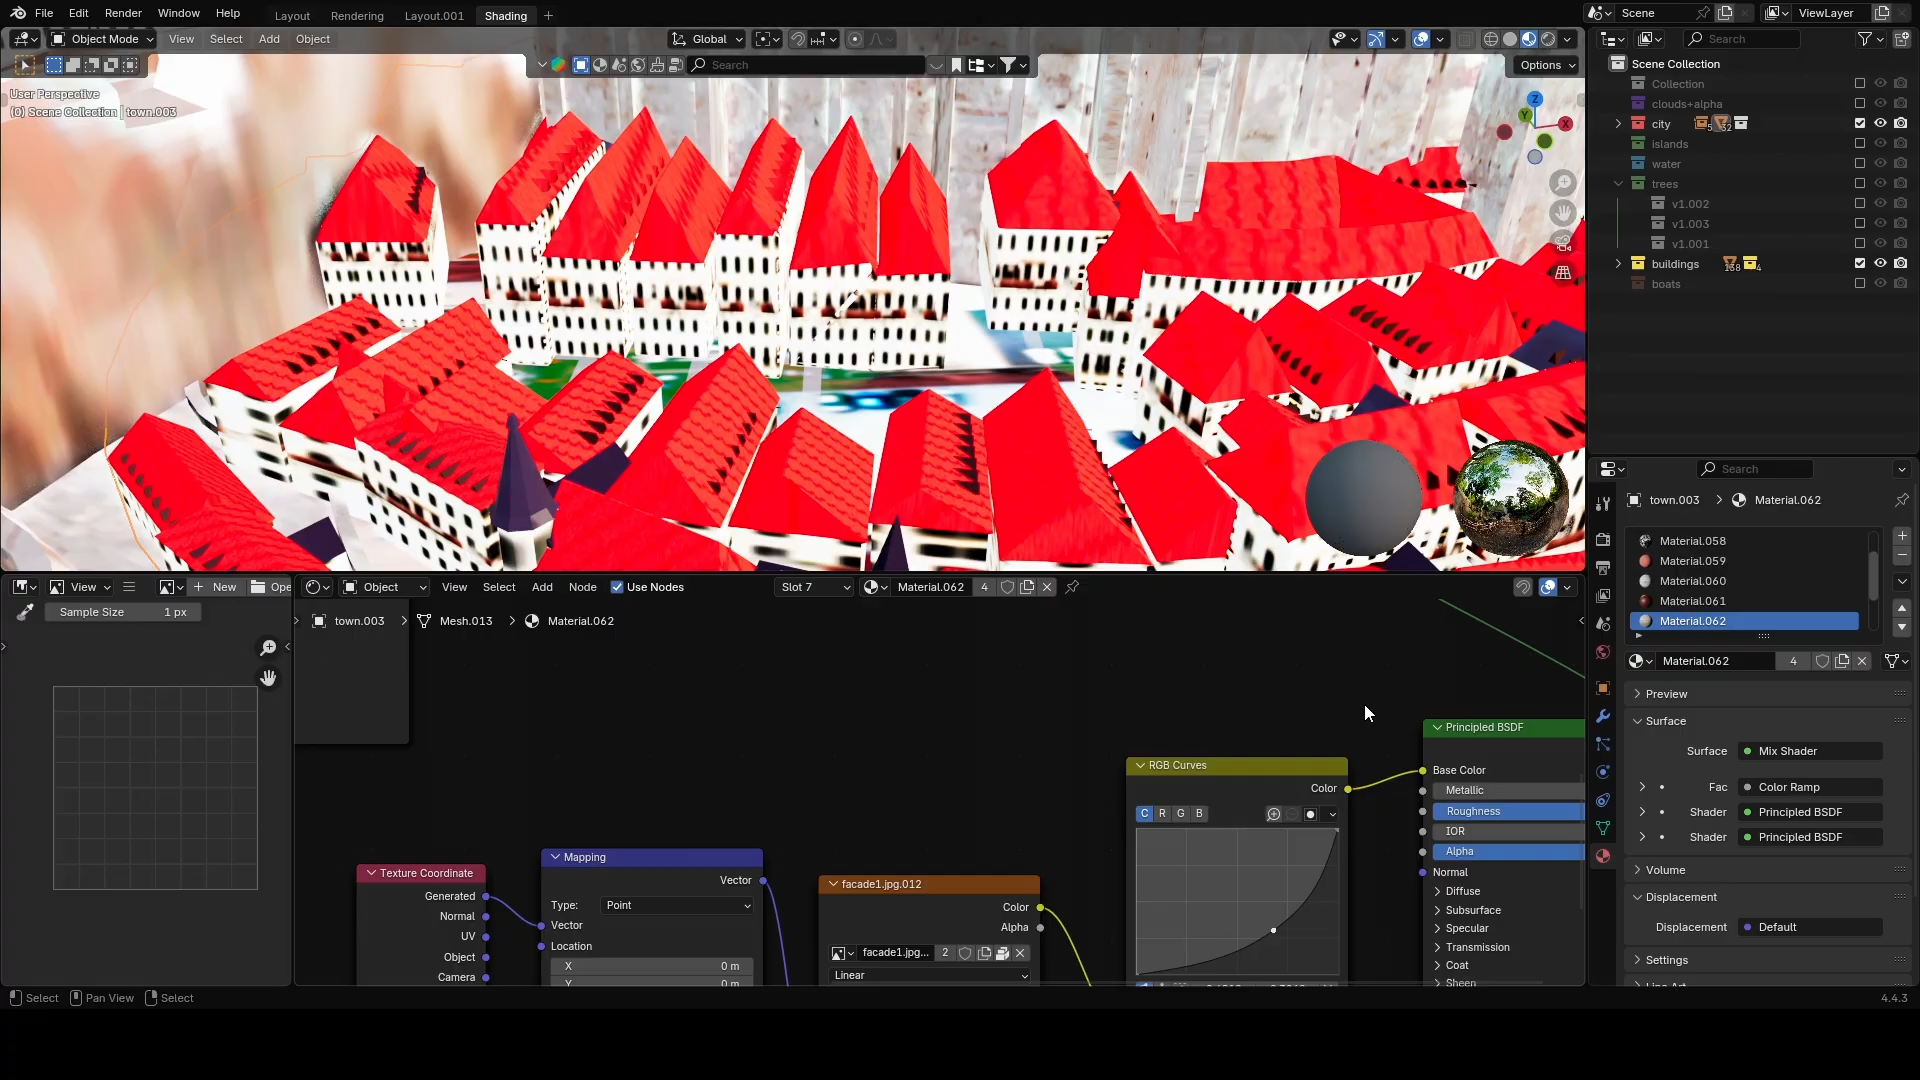 File Edit Render Window Help Layout Rendering Layout.001 Shading Scene ViewLayer
Object Mode View Select Add Object Global Search
Search Options
User Perspective
(0) Scene Collection | town.003
Z
Y
X
Scene Collection
Collection
clouds+alpha
city
islands
water
trees
v1.002
v1.003
v1.001
buildings 158 4
boats
Search
town.003 Material.062
Material.058
Material.059
Material.060
Material.061
Material.062
Material.062 4
Preview
Surface
Surface Mix Shader
Fac Color Ramp
Shader Principled BSDF
Shader Principled BSDF
Volume
Displacement
Displacement Default
Settings
View New Ope
Sample Size 1 px
Object View Select Add Node Use Nodes Slot 7 Material.062 4
town.003 Mesh.013 Material.062
Texture Coordinate
Generated
Normal
UV
Object
Camera
Mapping
Vector
Type: Point
Vector
Location
X 0 m
Y 0 m
facade1.jpg.012
Color
Alpha
facade1.jpg... 2
Linear
RGB Curves
Color
C R G B
Principled BSDF
Base Color
Metallic
Roughness
IOR
Alpha
Normal
Diffuse
Subsurface
Specular
Transmission
Coat
Sheen
Select Pan View Select 4.4.3